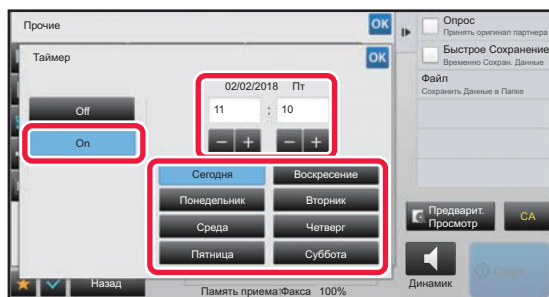 Прочие
OK
Таймер
OK
02/02/2018 Пт
11 : 10
Off
On
Сегодня
Воскресение
Понедельник
Вторник
Среда
Четверг
Пятница
Суббота
Назад
Память приема:Факса 100%
Опрос
Принять оригинал партнера
Быстрое Сохранение
Временно Сохран. Данные
Файл
Сохранить Данные в Папке
Предварит.
Просмотр
CA
Динамик
Старт